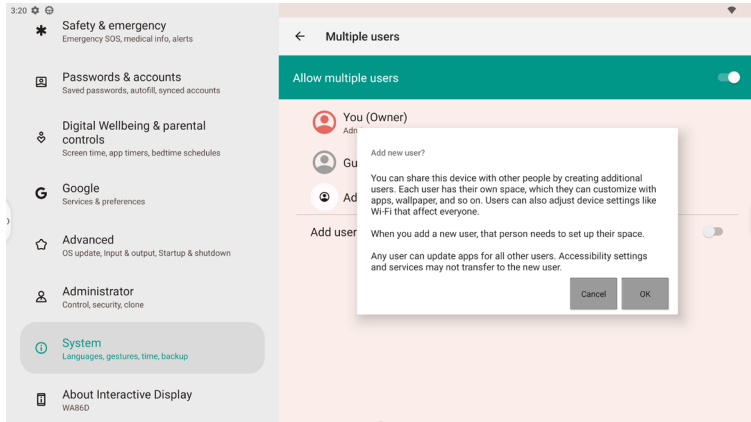 3:20
Safety & emergency
Emergency SOS, medical info, alerts
Passwords & accounts
Saved passwords, autofill, synced accounts
Digital Wellbeing & parental
controls
Screen time, app timers, bedtime schedules
Google
Services & preferences
Advanced
OS update, Input & output, Startup & shutdown
Administrator
Control, security, clone
System
Languages, gestures, time, backup
About Interactive Display
WA86D
Multiple users
Allow multiple users
You (Owner)
Adn
Gu
Ad
Add user
Add new user?
You can share this device with other people by creating additional
users. Each user has their own space, which they can customize with
apps, wallpaper, and so on. Users can also adjust device settings like
Wi-Fi that affect everyone.
When you add a new user, that person needs to set up their space.
Any user can update apps for all other users. Accessibility settings
and services may not transfer to the new user.
Cancel
OK